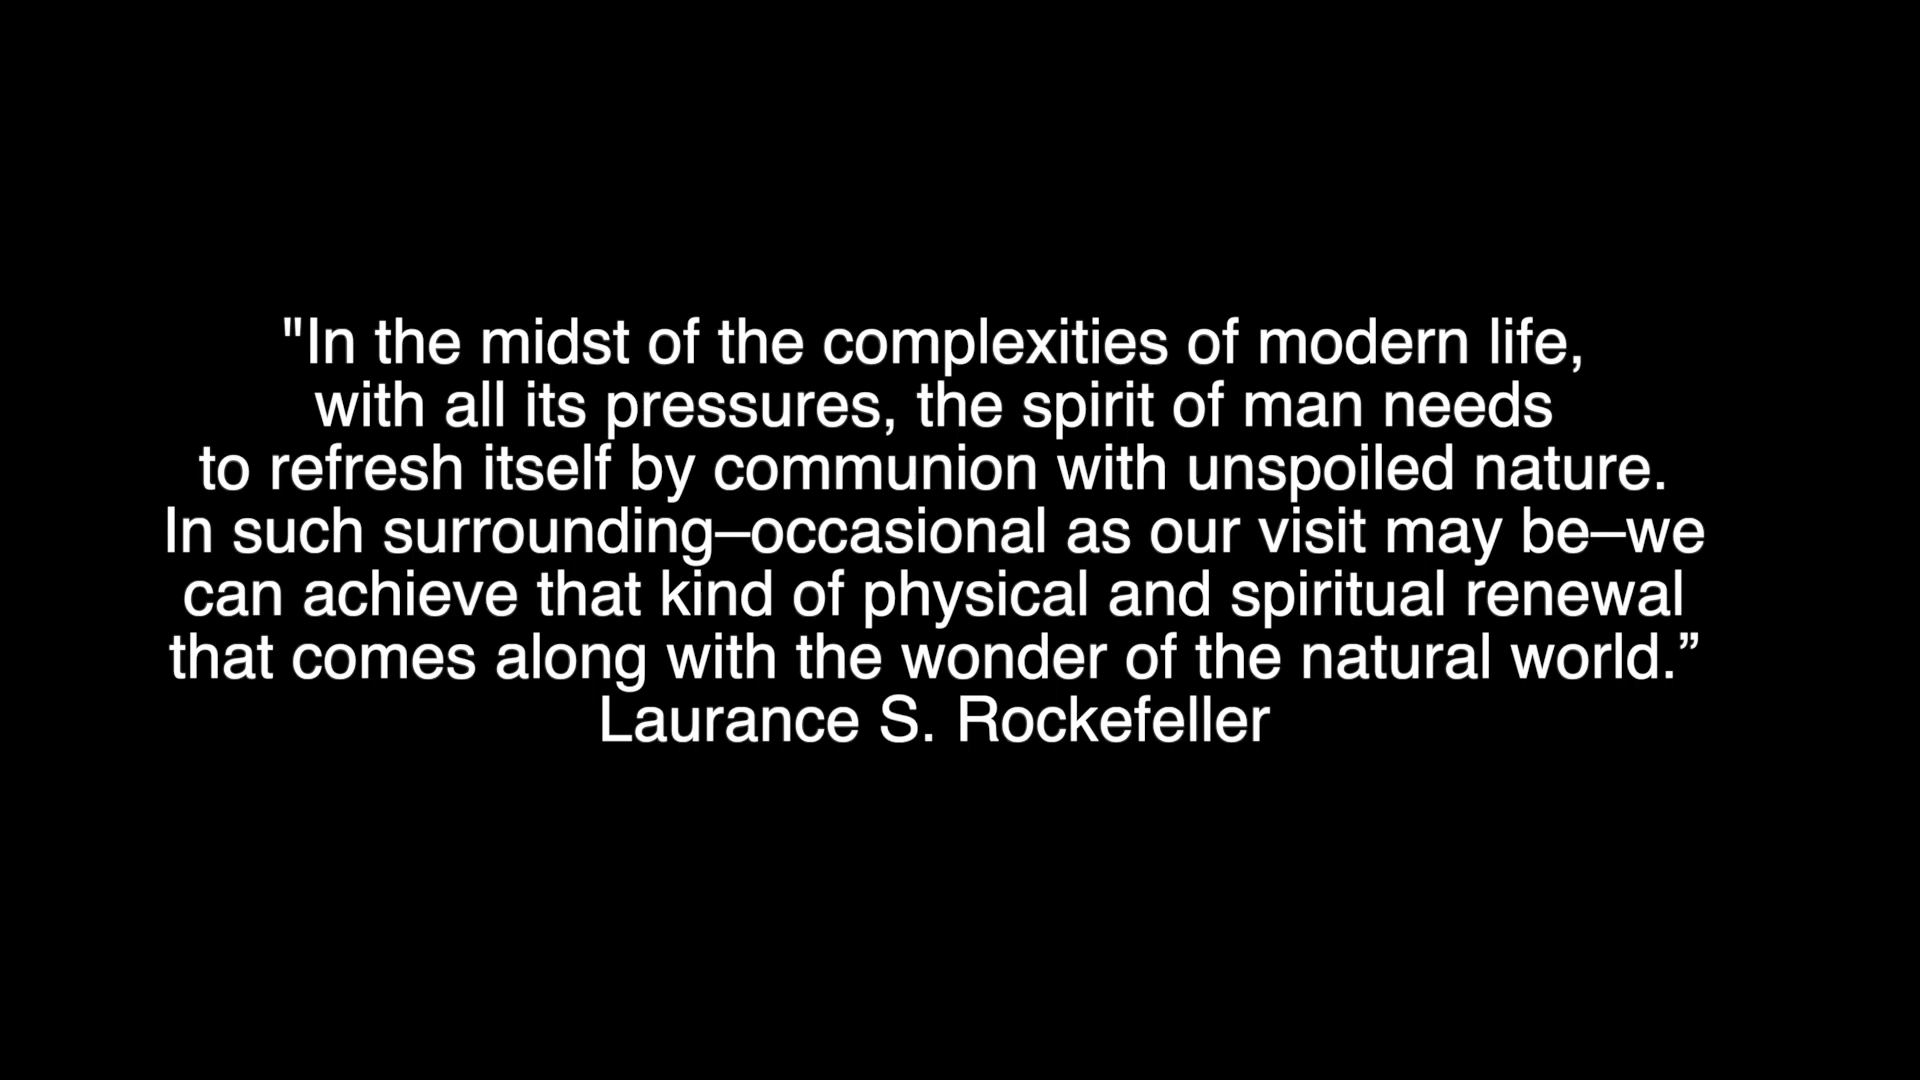 "In the midst of the complexities of modern life,
with all its pressures, the spirit of man needs
to refresh itself by communion with unspoiled nature.
In such surrounding–occasional as our visit may be–we
can achieve that kind of physical and spiritual renewal
that comes along with the wonder of the natural world.”
Laurance S. Rockefeller